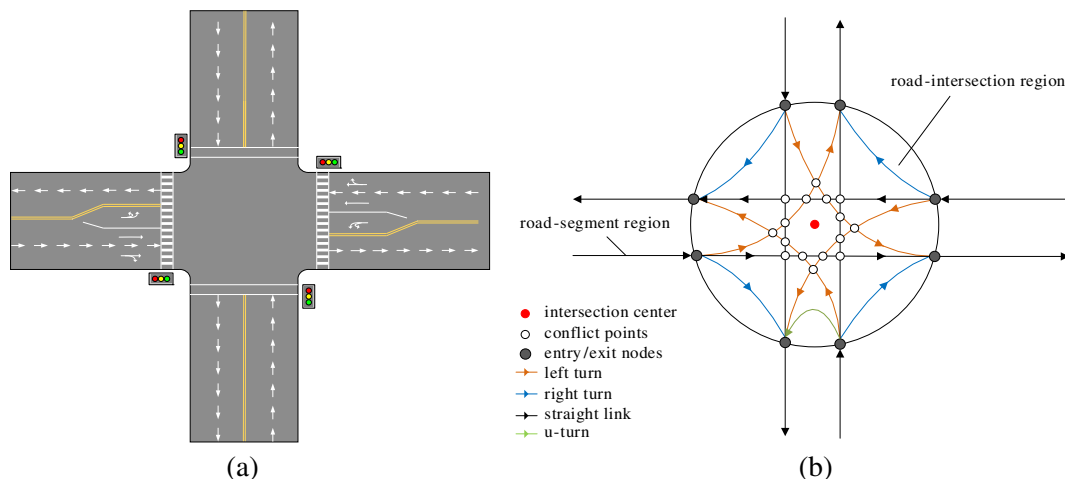 road-intersection region
road-segment region
intersection center
conflict points
entry/exit nodes
left turn
right turn
straight link
u-turn
(a)
(b)